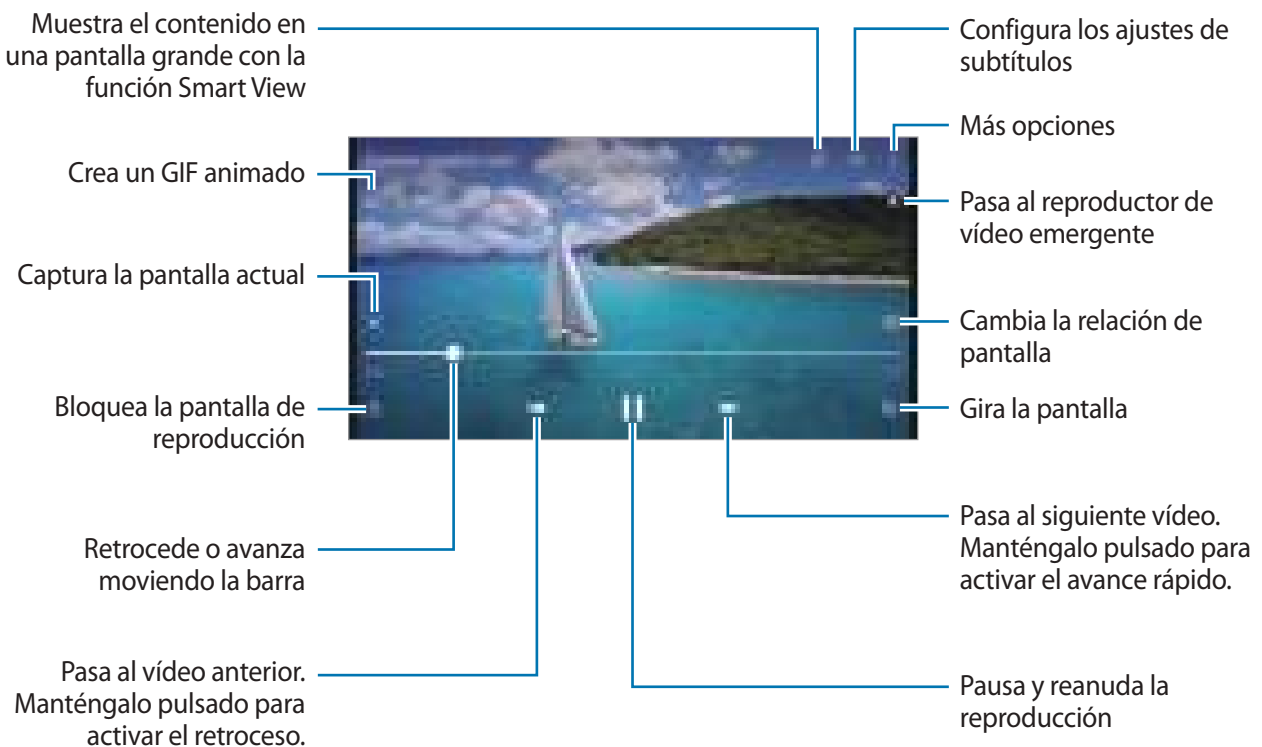 Muestra el contenido en
una pantalla grande con la
función Smart View
Crea un GIF animado
Captura la pantalla actual
Bloquea la pantalla de
reproducción
Retrocede o avanza
moviendo la barra
Pasa al vídeo anterior.
Manténgalo pulsado para
activar el retroceso.
Configura los ajustes de
subtítulos
Más opciones
Pasa al reproductor de
vídeo emergente
Cambia la relación de
pantalla
Gira la pantalla
Pasa al siguiente vídeo.
Manténgalo pulsado para
activar el avance rápido.
Pausa y reanuda la
reproducción